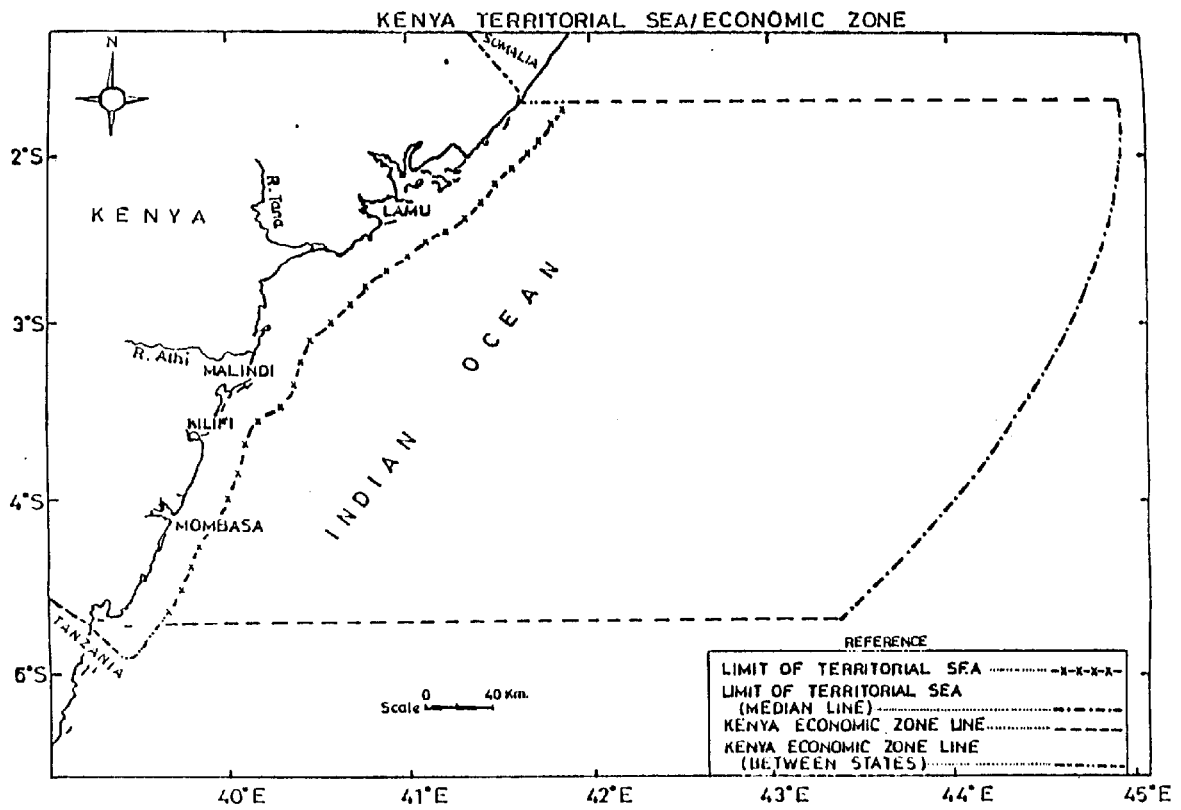 KENYA TERRITORIAL SEA/ECONOMIC ZONE
N
SOMALIA
2°S
R. Tana
KENYA
LAMU
INDIAN OCEAN
3°S
R. Athi
MALINDI
KILIFI
4°S
MOMBASA
TANZANIA
6°S
Scale 0 40 Km.
REFERENCE
LIMIT OF TERRITORIAL SEA
LIMIT OF TERRITORIAL SEA
(MEDIAN LINE)
KENYA ECONOMIC ZONE LINE
KENYA ECONOMIC ZONE LINE
(BETWEEN STATES)
40°E 41°E 42°E 43°E 44°E 45°E